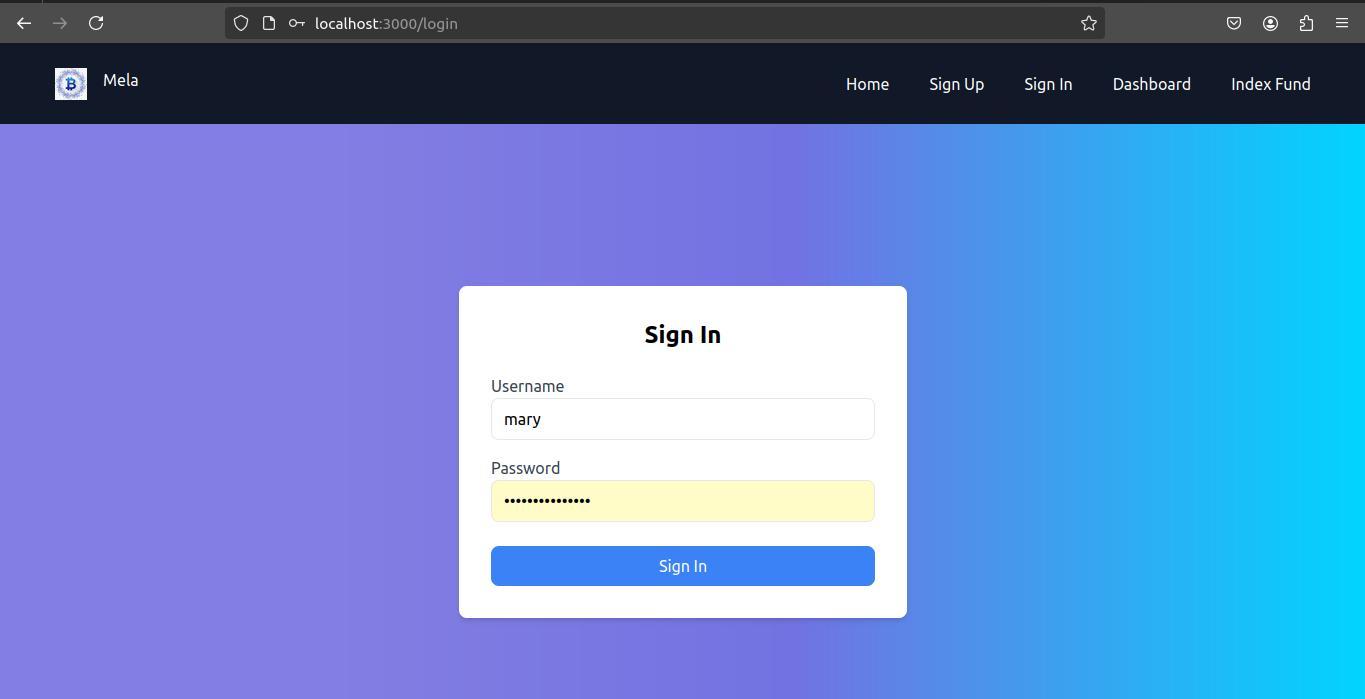 localhost:3000/login
Mela
Home Sign Up Sign In Dashboard Index Fund
Sign In
Username
mary
Password
•••••••••••••••
Sign In